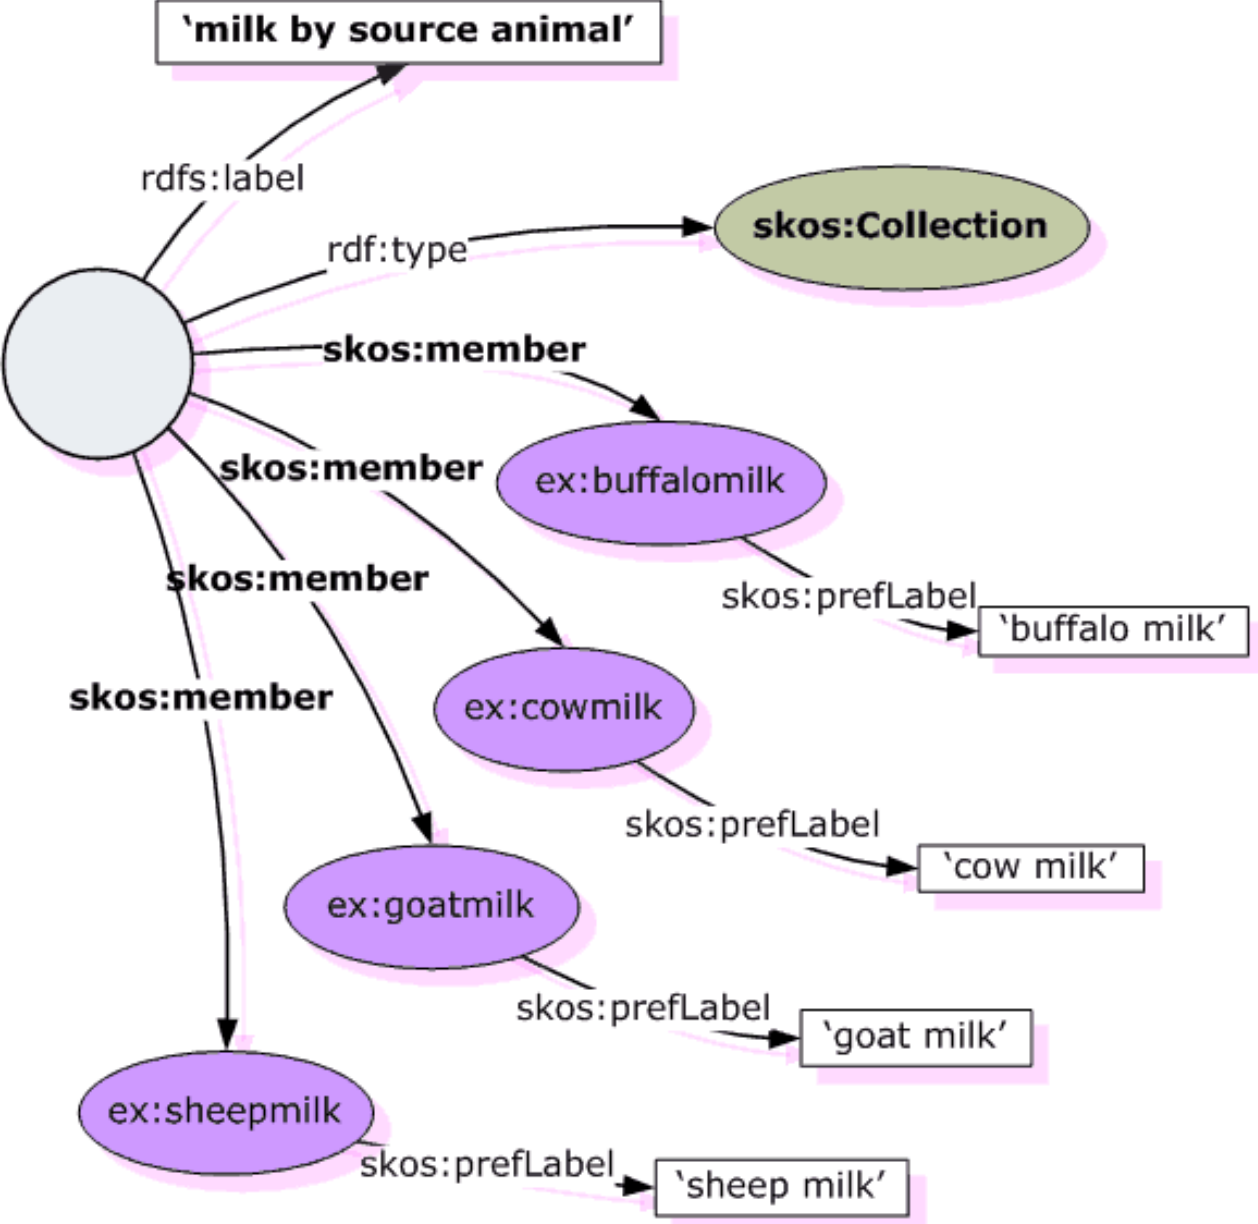 ‘milk by source animal’
rdfs:label
skos:Collection
rdf:type
skos:member
skos:member
ex:buffalomilk
skos:member
skos:prefLabel
‘buffalo milk’
skos:member
ex:cowmilk
skos:prefLabel
‘cow milk’
ex:goatmilk
skos:prefLabel
‘goat milk’
ex:sheepmilk
skos:prefLabel
‘sheep milk’